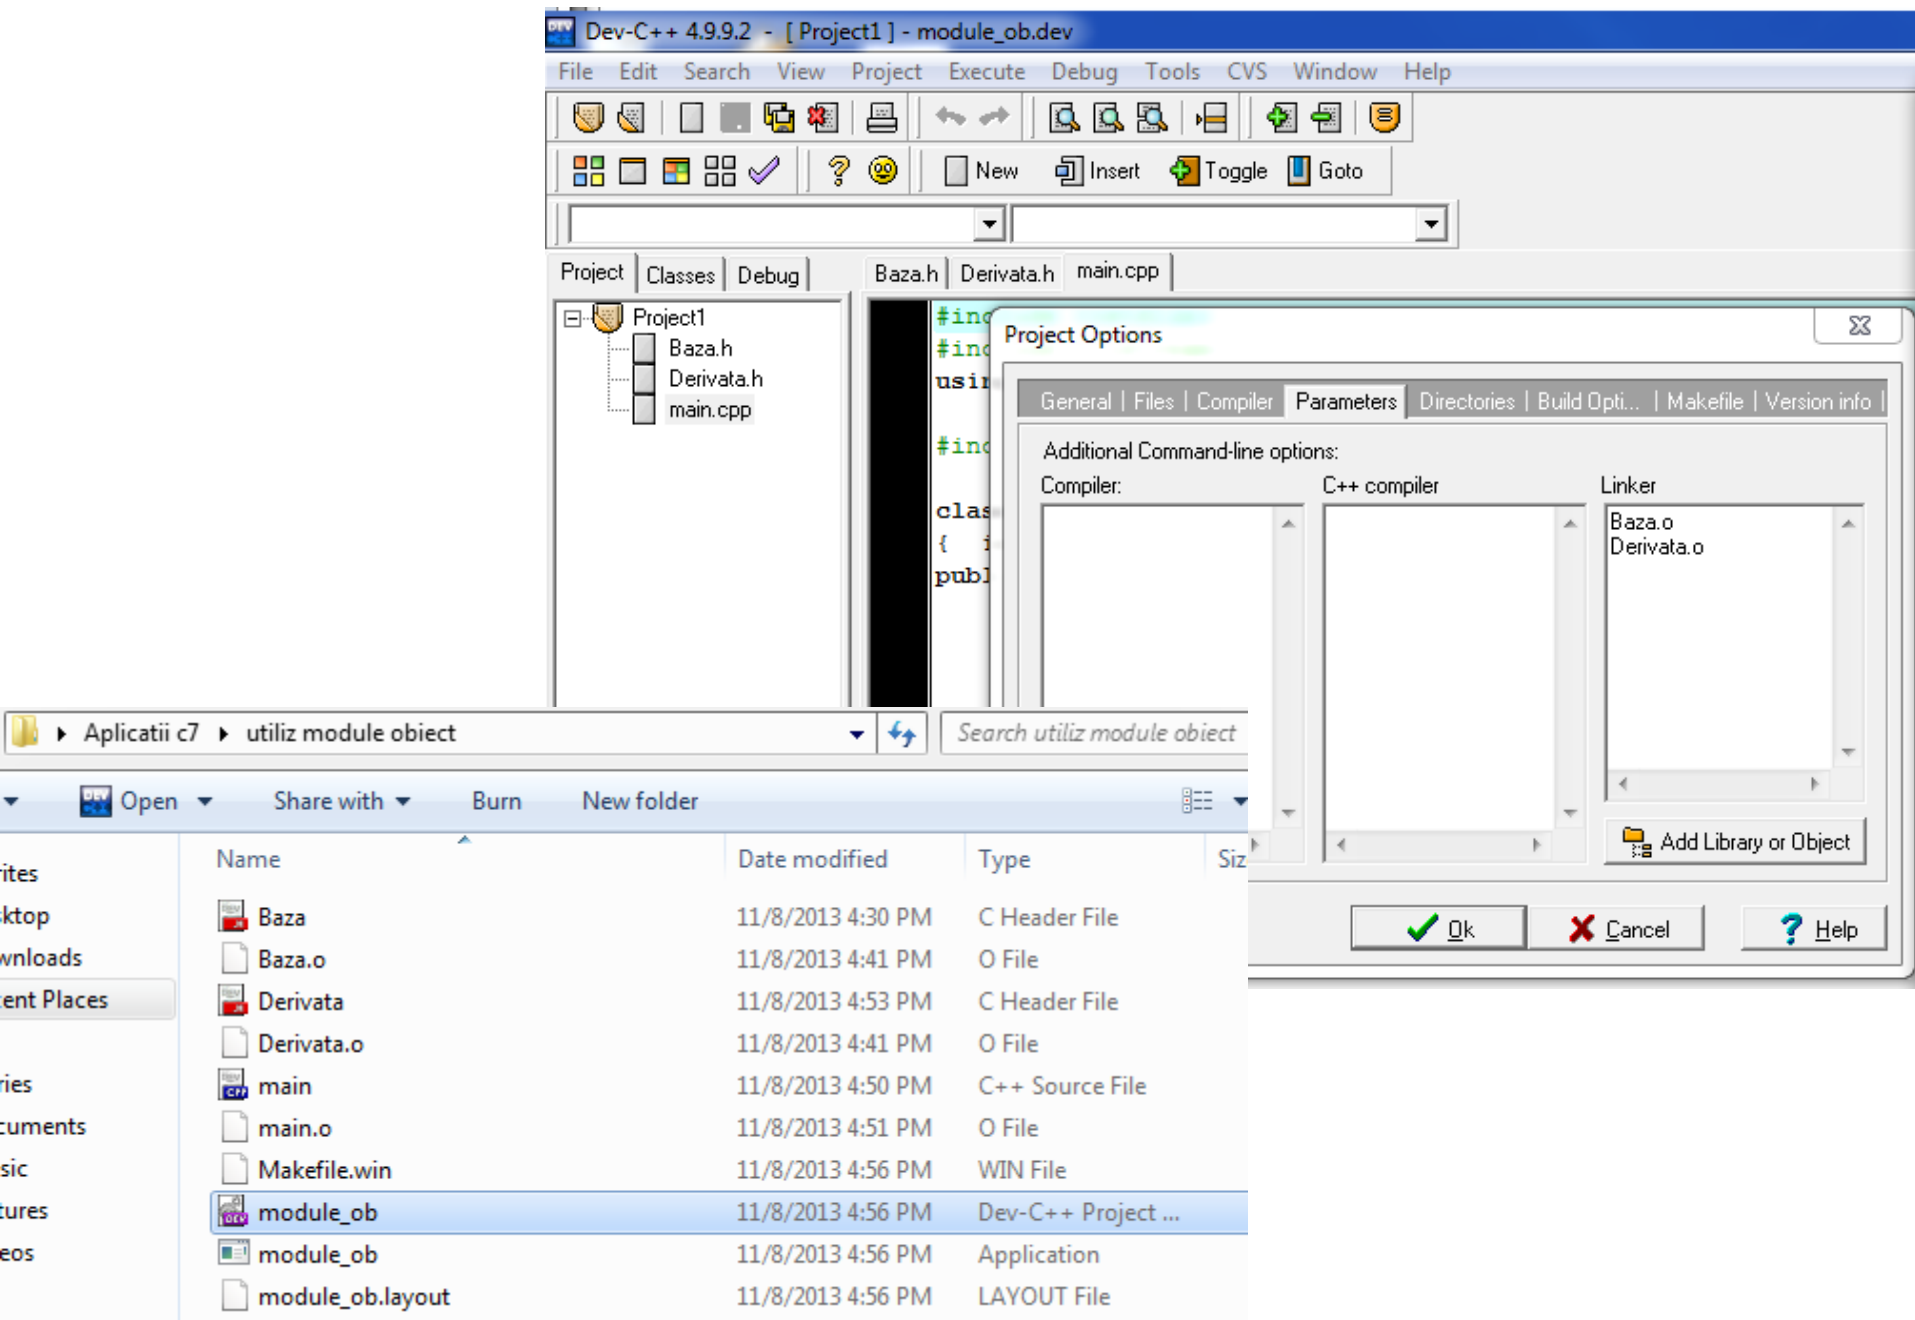 Dev-C++ 4.9.9.2 - [ Project1 ] - module_ob.dev
File Edit Search View Project Execute Debug Tools CVS Window Help
New Insert Toggle Goto
Project Classes Debug
Baza.h Derivata.h main.cpp
Project1
Baza.h
Derivata.h
main.cpp
#inc
#inc
usin
#inc
clas
{ i
publ
Project Options
General | Files | Compiler Parameters Directories | Build Opti... | Makefile | Version info |
Additional Command-line options:
Compiler: C++ compiler Linker
Baza.o
Derivata.o
Add Library or Object
Ok Cancel Help
Aplicatii c7 utiliz module obiect
Search utiliz module obiect
Open Share with Burn New folder
rites
sktop
wnloads
cent Places
ries
cuments
sic
tures
eos
Name Date modified Type Siz
Baza 11/8/2013 4:30 PM C Header File
Baza.o 11/8/2013 4:41 PM O File
Derivata 11/8/2013 4:53 PM C Header File
Derivata.o 11/8/2013 4:41 PM O File
main 11/8/2013 4:50 PM C++ Source File
main.o 11/8/2013 4:51 PM O File
Makefile.win 11/8/2013 4:56 PM WIN File
module_ob 11/8/2013 4:56 PM Dev-C++ Project ...
module_ob 11/8/2013 4:56 PM Application
module_ob.layout 11/8/2013 4:56 PM LAYOUT File